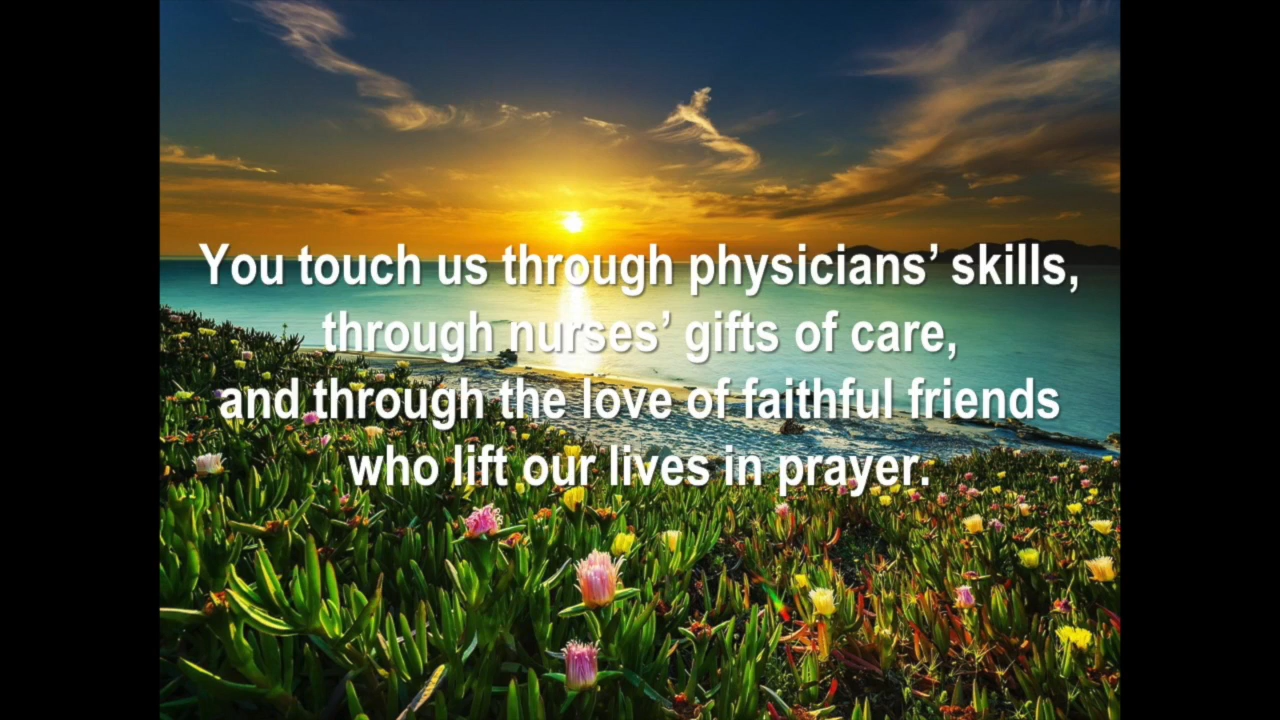 You touch us through physicians’ skills,
through nurses’ gifts of care,
and through the love of faithful friends
who lift our lives in prayer.